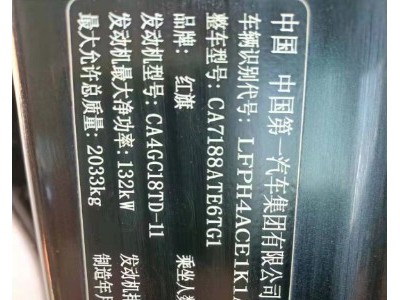 中国 中国第一汽车集团有限公司
车辆识别代号: LFPH4ACE1K1A
整车型号: CA7188ATE6TG1
品牌: 红旗 乘坐人数
发动机型号: CA4GC18TD-11
发动机最大净功率: 132kW 发动机排
最大允许总质量: 2033kg 制造年月